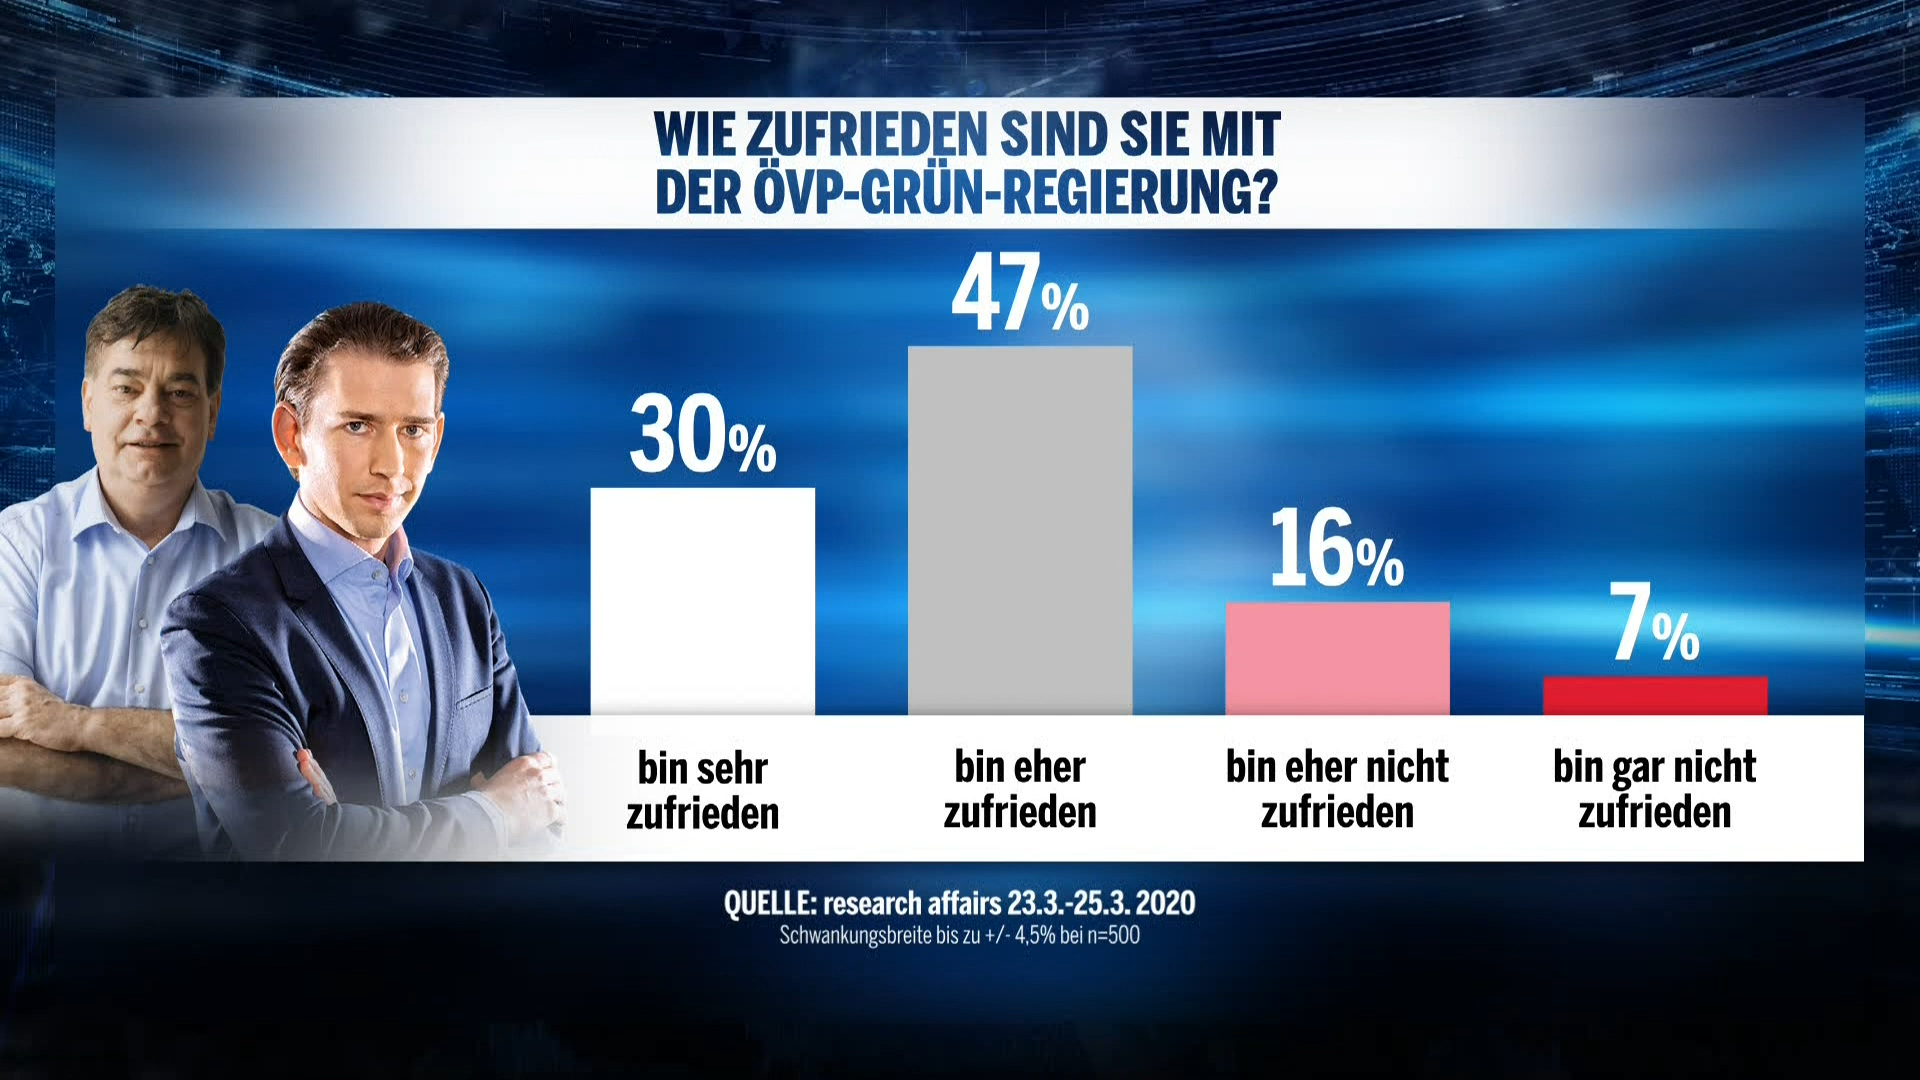 WIE ZUFRIEDEN SIND SIE MIT
DER ÖVP-GRÜN-REGIERUNG?
30%
47%
16%
7%
bin sehr
zufrieden
bin eher
zufrieden
bin eher nicht
zufrieden
bin gar nicht
zufrieden
QUELLE: research affairs 23.3.-25.3. 2020
Schwankungsbreite bis zu +/- 4,5% bei n=500